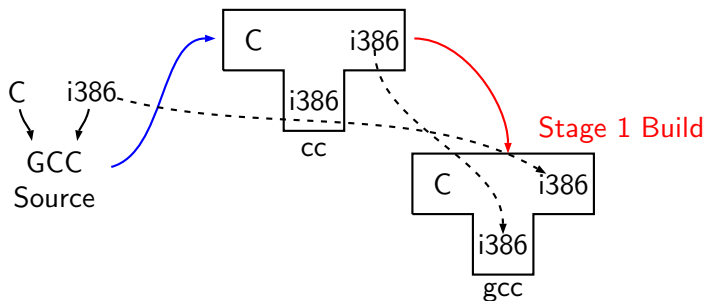 C i386
i386
cc
C i386
GCC
Source
Stage 1 Build
C i386
i386
gcc